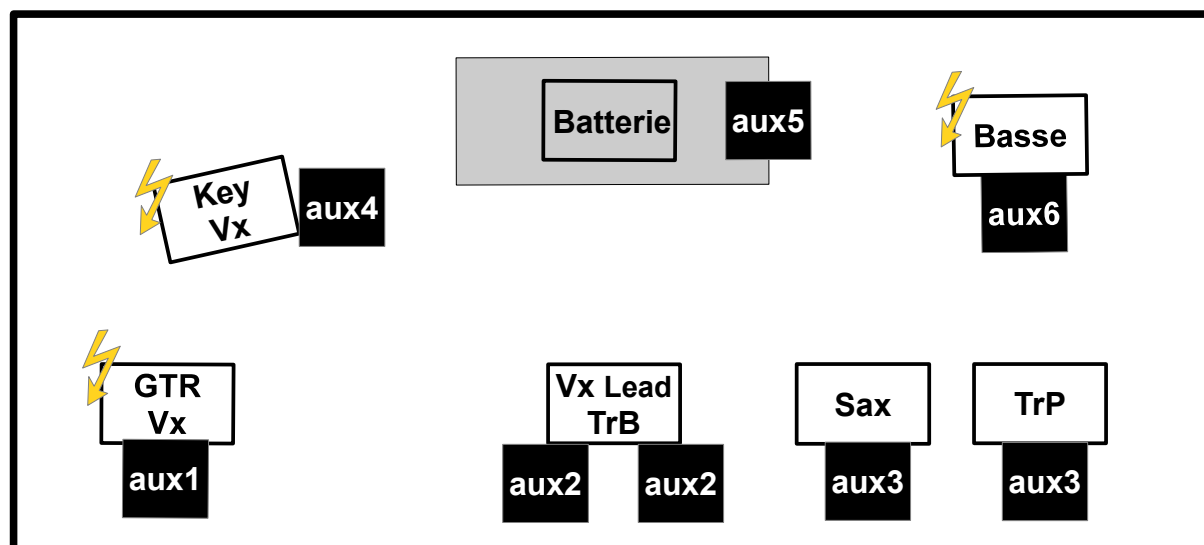 Batterie
aux5
Basse
aux6
Key
Vx
aux4
GTR
Vx
aux1
Vx Lead
TrB
aux2
aux2
Sax
aux3
TrP
aux3